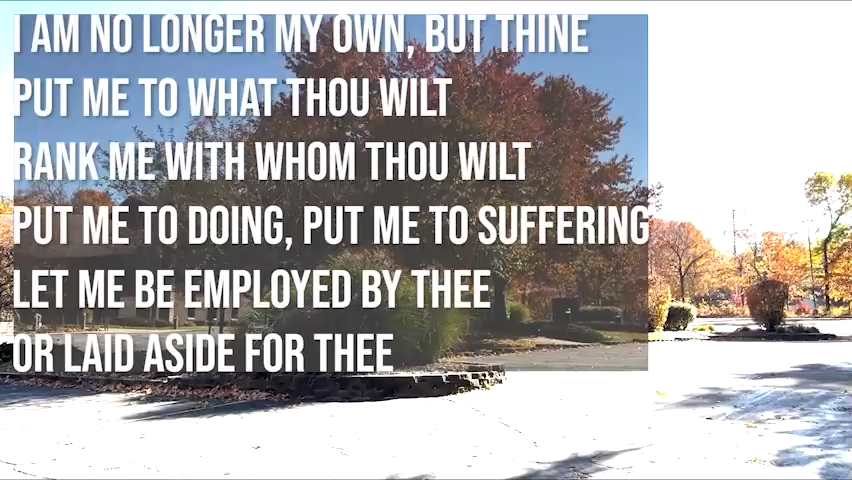 I AM NO LONGER MY OWN, BUT THINE
PUT ME TO WHAT THOU WILT
RANK ME WITH WHOM THOU WILT
PUT ME TO DOING, PUT ME TO SUFFERING
LET ME BE EMPLOYED BY THEE
OR LAID ASIDE FOR THEE